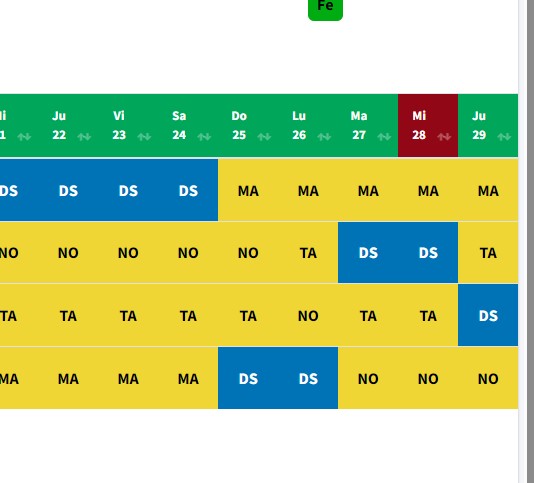 Fe
Ju Vi Sa Do Lu Ma Mi Ju
22 23 24 25 26 27 28 29
DS DS DS DS MA MA MA MA MA
NO NO NO NO NO TA DS DS TA
TA TA TA TA TA NO TA TA DS
MA MA MA MA DS DS NO NO NO